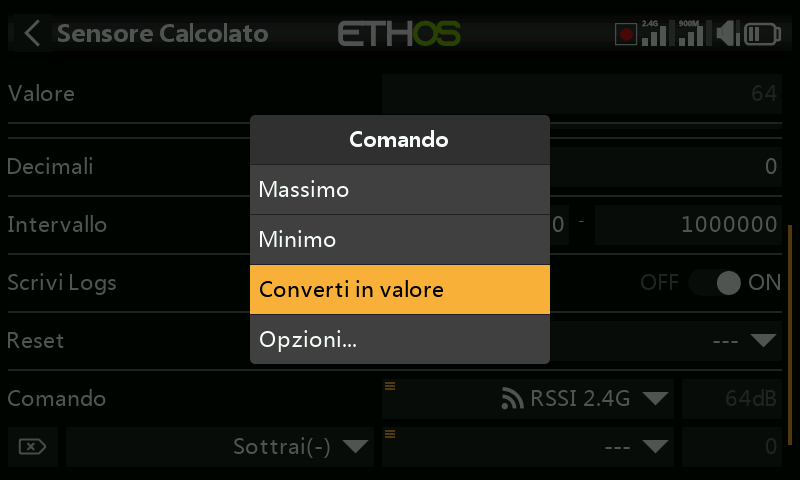 Sensore Calcolato ETHOS 2.4G 900M
Valore 64
Comando
Decimali 0
Massimo
Intervallo 0 - 1000000
Minimo
Scrivi Logs OFF ON
Converti in valore
Reset ---
Opzioni...
Comando RSSI 2.4G 64dB
Sottrai(-) --- 0